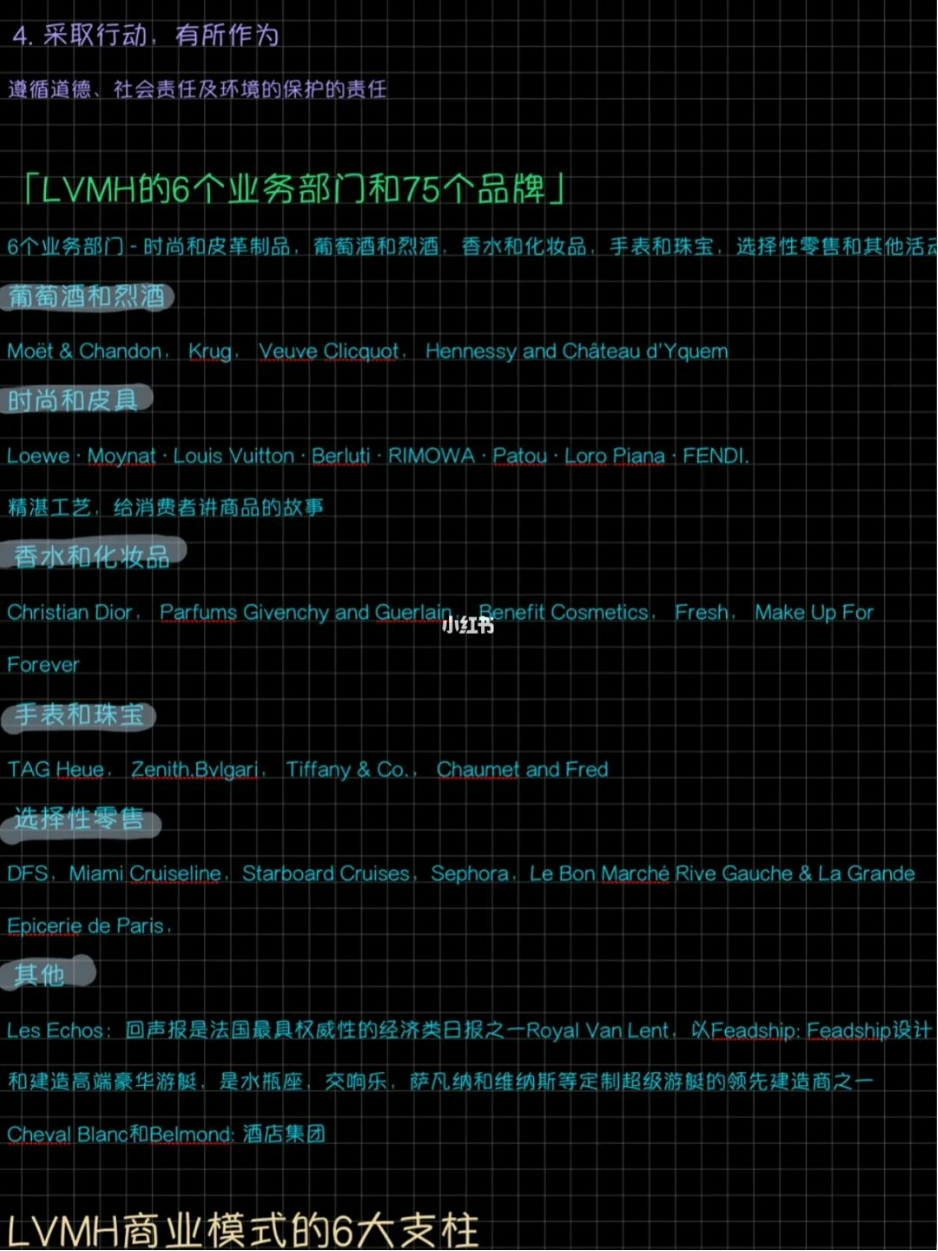 4. 采取行动，有所作为
遵循道德、社会责任及环境的保护的责任
「LVMH的6个业务部门和75个品牌」
6个业务部门 - 时尚和皮革制品，葡萄酒和烈酒，香水和化妆品，手表和珠宝，选择性零售和其他活动
葡萄酒和烈酒
Moët & Chandon， Krug， Veuve Clicquot， Hennessy and Château d'Yquem
时尚和皮具
Loewe · Moynat · Louis Vuitton · Berluti · RIMOWA · Patou · Loro Piana · FENDI.
精湛工艺，给消费者讲商品的故事
香水和化妆品
Christian Dior， Parfums Givenchy and Guerlain， Benefit Cosmetics， Fresh， Make Up For
小红书
Forever
手表和珠宝
TAG Heue， Zenith.Bvlgari， Tiffany & Co.， Chaumet and Fred
选择性零售
DFS，Miami Cruiseline，Starboard Cruises，Sephora，Le Bon Marché Rive Gauche & La Grande
Epicerie de Paris，
其他
Les Echos：回声报是法国最具权威性的经济类日报之一Royal Van Lent，以Feadship: Feadship设计
和建造高端豪华游艇，是水瓶座，交响乐，萨凡纳和维纳斯等定制超级游艇的领先建造商之一
Cheval Blanc和Belmond: 酒店集团
LVMH商业模式的6大支柱